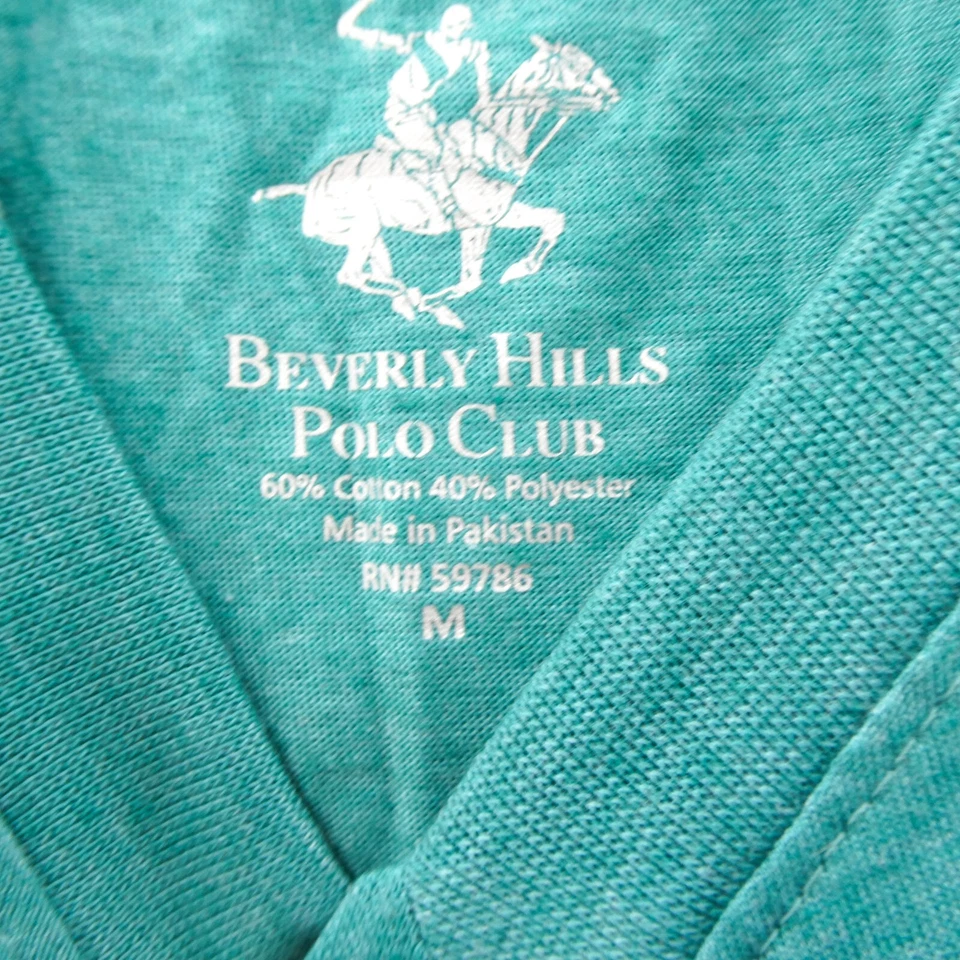 BEVERLY HILLS
POLO CLUB
60% Cotton 40% Polyester
Made in Pakistan
RN# 59786
M